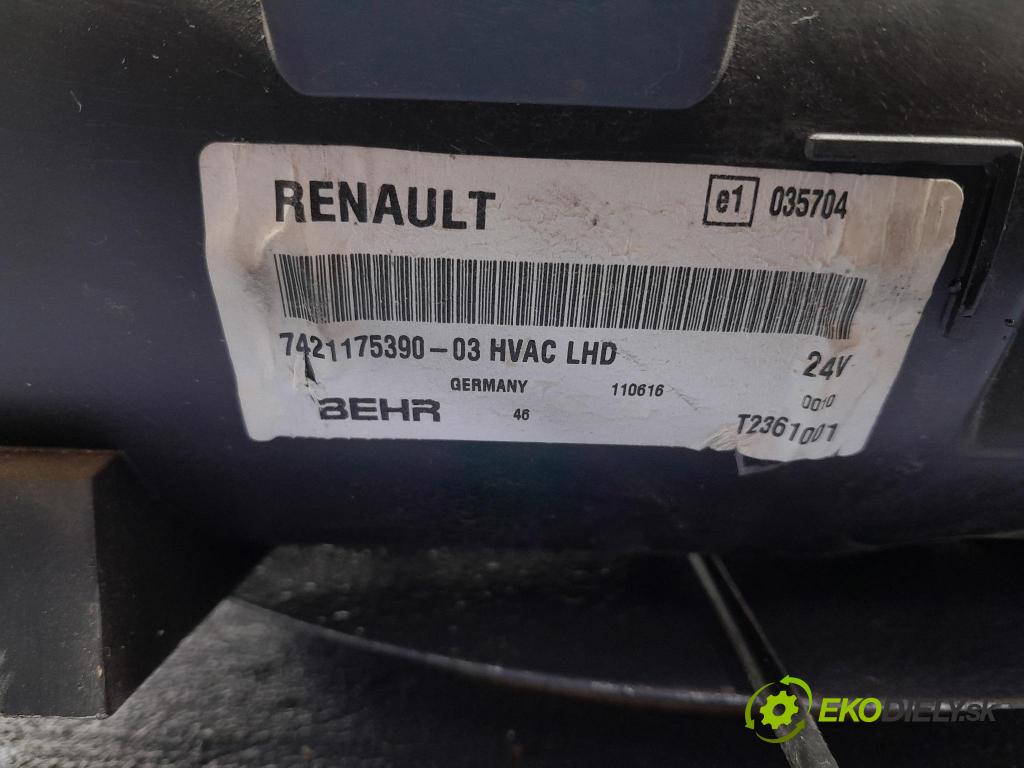 RENAULT e1 035704
7421175390-03 HVAC LHD 24V
GERMANY 110616 0010
BEHR 46 T2361001
EKODIELY.SK